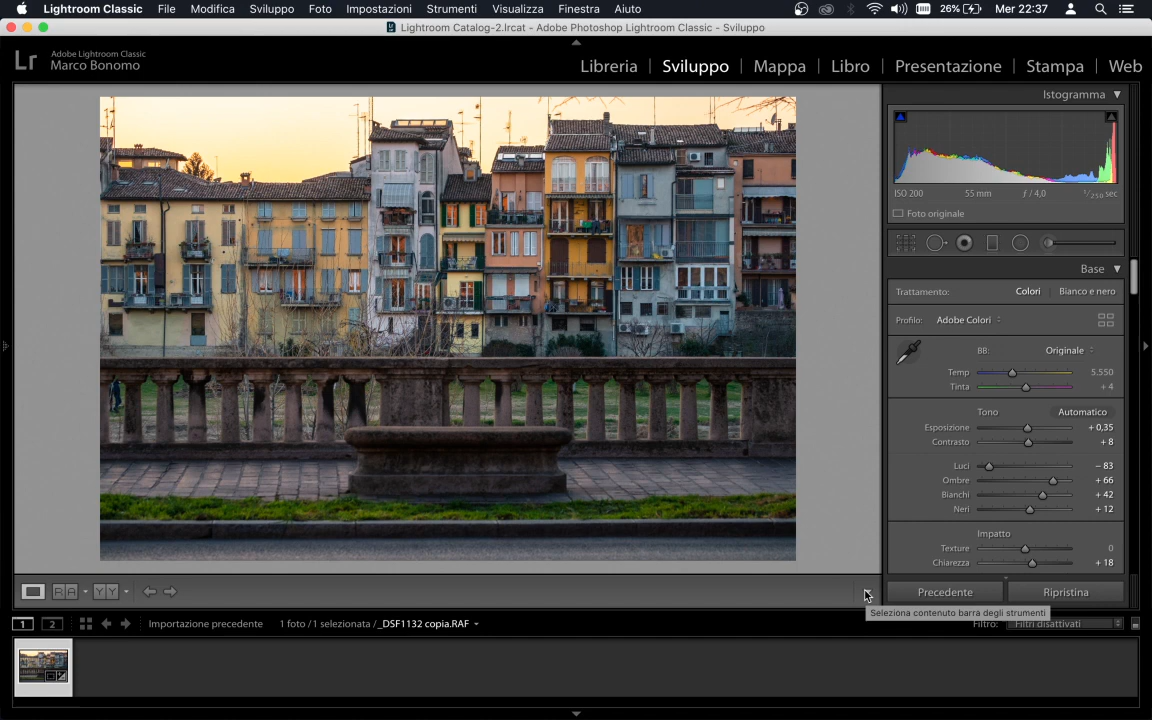 Lightroom Classic File Modifica Sviluppo Foto Impostazioni Strumenti Visualizza Finestra Aiuto 26% Mer 22:37
Lightroom Catalog-2.lrcat - Adobe Photoshop Lightroom Classic - Sviluppo
Lr Adobe Lightroom Classic
Marco Bonomo
Libreria | Sviluppo | Mappa | Libro | Presentazione | Stampa | Web
Istogramma
ISO 200 55 mm ƒ / 4,0 1/250 sec
Foto originale
Base
Trattamento: Colori Bianco e nero
Profilo: Adobe Colori
BB: Originale
Temp 5.550
Tinta + 4
Tono Automatico
Esposizione + 0,35
Contrasto + 8
Luci − 83
Ombre + 66
Bianchi + 42
Neri + 12
Impatto
Texture 0
Chiarezza + 18
R A Y Y Precedente Ripristina
Seleziona contenuto barra degli strumenti
1 2 Importazione precedente 1 foto / 1 selezionata / _DSF1132 copia.RAF Filtro: Filtri disattivati